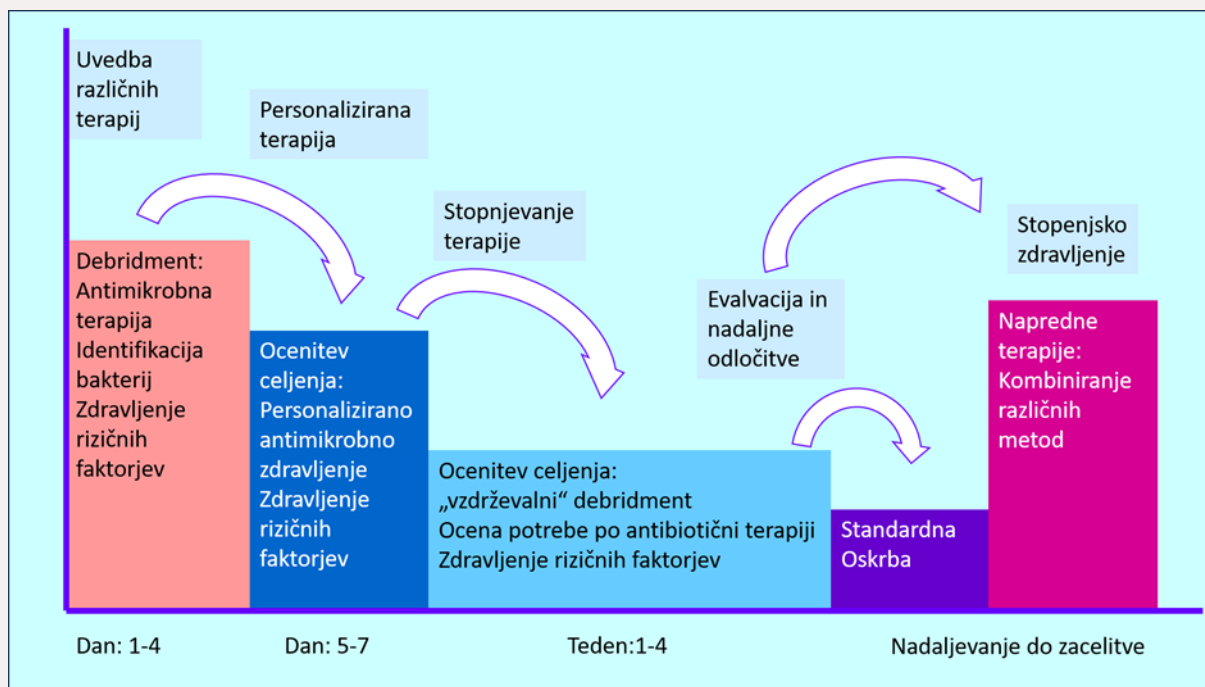 Uvedba
različnih
terapij
Personalizirana
terapija
Stopnjevanje
terapije
Evalvacija in
nadaljne
odločitve
Stopenjsko
zdravljenje
Debridment:
Antimikrobna
terapija
Identifikacija
bakterij
Zdravljenje
rizičnih
faktorjev
Ocenitev
celjenja:
Personalizirano
antimikrobno
zdravljenje
Zdravljenje
rizičnih
faktorjev
Ocenitev celjenja:
„vzdrževalni“ debridment
Ocena potrebe po antibiotični terapiji
Zdravljenje rizičnih faktorjev
Standardna
Oskrba
Napredne
terapije:
Kombiniranje
različnih
metod
Dan: 1-4
Dan: 5-7
Teden:1-4
Nadaljevanje do zacelitve